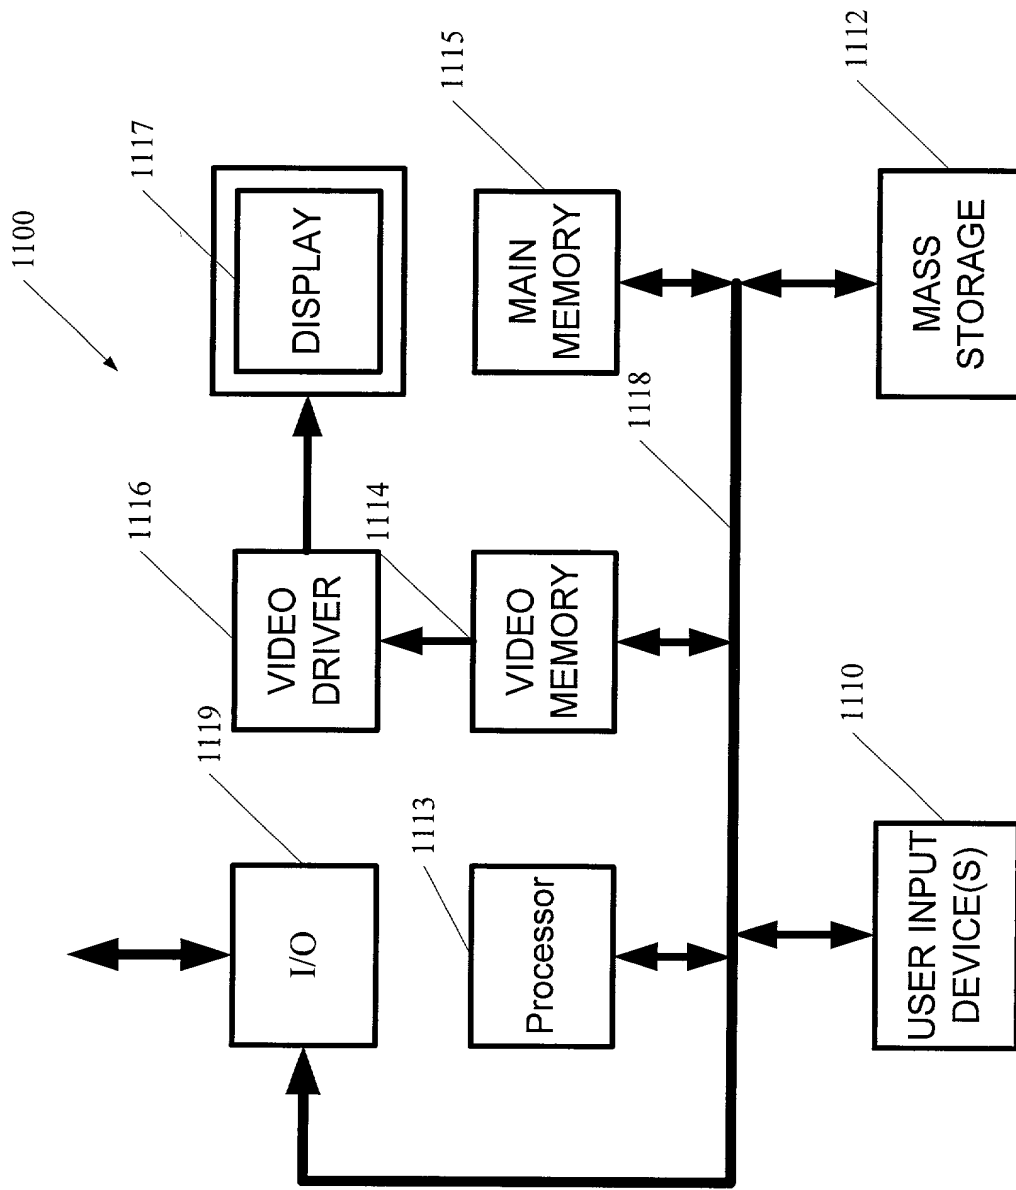 1100
1119
I/O
1116
VIDEO
DRIVER
1117
DISPLAY
1113
Processor
1114
VIDEO
MEMORY
1115
MAIN
MEMORY
1118
1110
USER INPUT
DEVICE(S)
1112
MASS
STORAGE